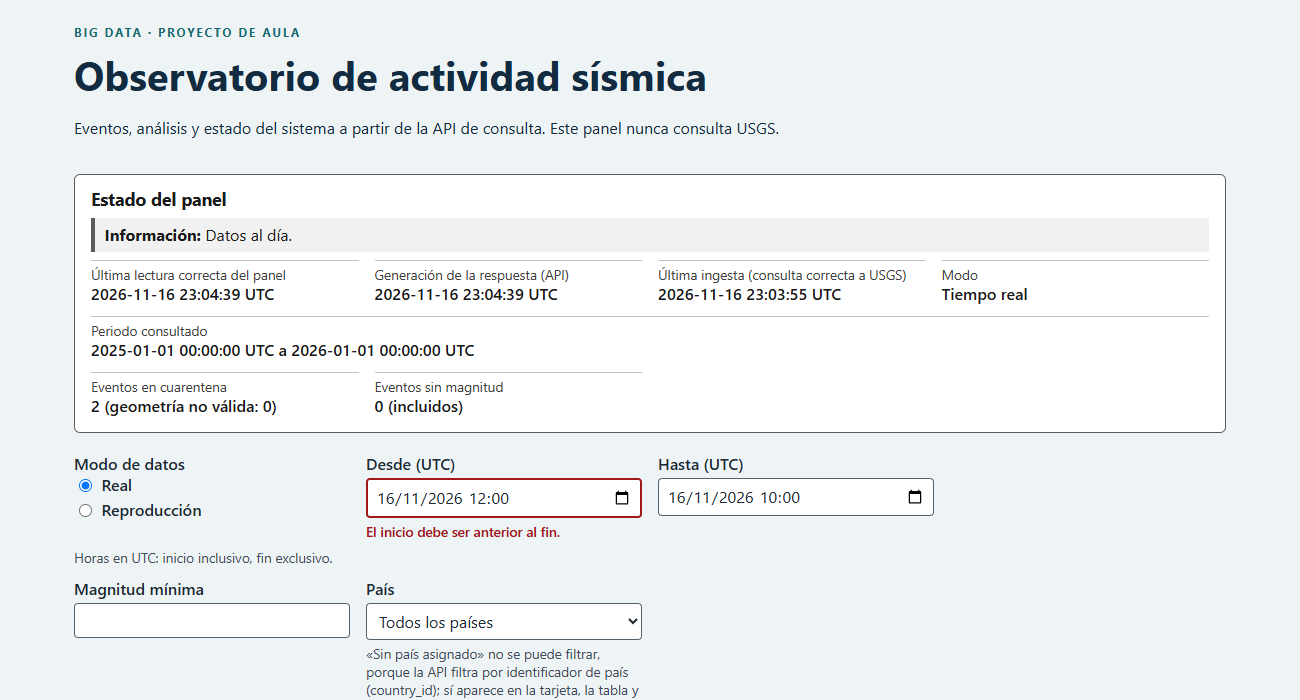 BIG DATA · PROYECTO DE AULA
Observatorio de actividad sísmica
Eventos, análisis y estado del sistema a partir de la API de consulta. Este panel nunca consulta USGS.
Estado del panel
Información: Datos al día.
Última lectura correcta del panel
2026-11-16 23:04:39 UTC
Generación de la respuesta (API)
2026-11-16 23:04:39 UTC
Última ingesta (consulta correcta a USGS)
2026-11-16 23:03:55 UTC
Modo
Tiempo real
Periodo consultado
2025-01-01 00:00:00 UTC a 2026-01-01 00:00:00 UTC
Eventos en cuarentena
2 (geometría no válida: 0)
Eventos sin magnitud
0 (incluidos)
Modo de datos
Real
Reproducción
Desde (UTC)
16/11/2026 12:00
El inicio debe ser anterior al fin.
Hasta (UTC)
16/11/2026 10:00
Horas en UTC: inicio inclusivo, fin exclusivo.
Magnitud mínima
País
Todos los países
«Sin país asignado» no se puede filtrar,
porque la API filtra por identificador de país
(country_id); sí aparece en la tarjeta, la tabla y